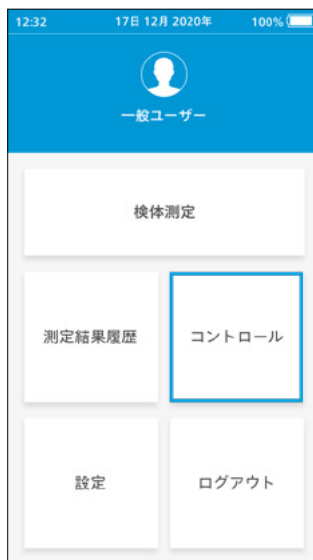 12:32 17日 12月 2020年 100%
一般ユーザー
検体測定
測定結果履歴 コントロール
設定 ログアウト